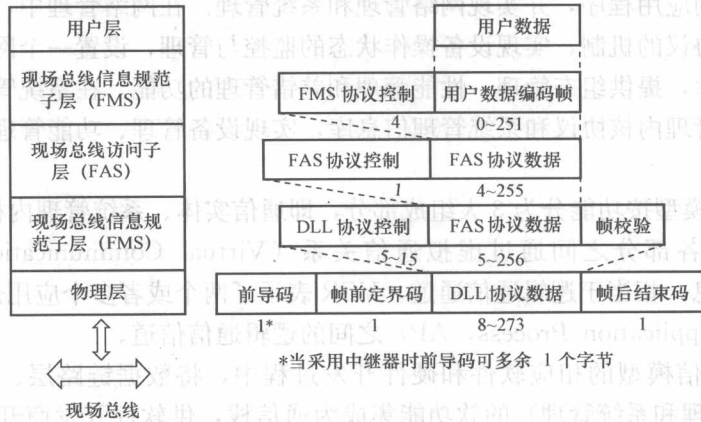 用户层
现场总线信息规范
子层（FMS）
现场总线访问子
层（FAS）
现场总线信息规
范子层（FMS）
物理层
现场总线
用户数据
FMS 协议控制
用户数据编码帧
4
0~251
FAS 协议控制
FAS 协议数据
1
4~255
DLL 协议控制
FAS 协议数据
帧校验
5~15
5~256
前导码
帧前定界码
DLL 协议数据
帧后结束码
1*
1
8~273
1
*当采用中继器时前导码可多余 1 个字节